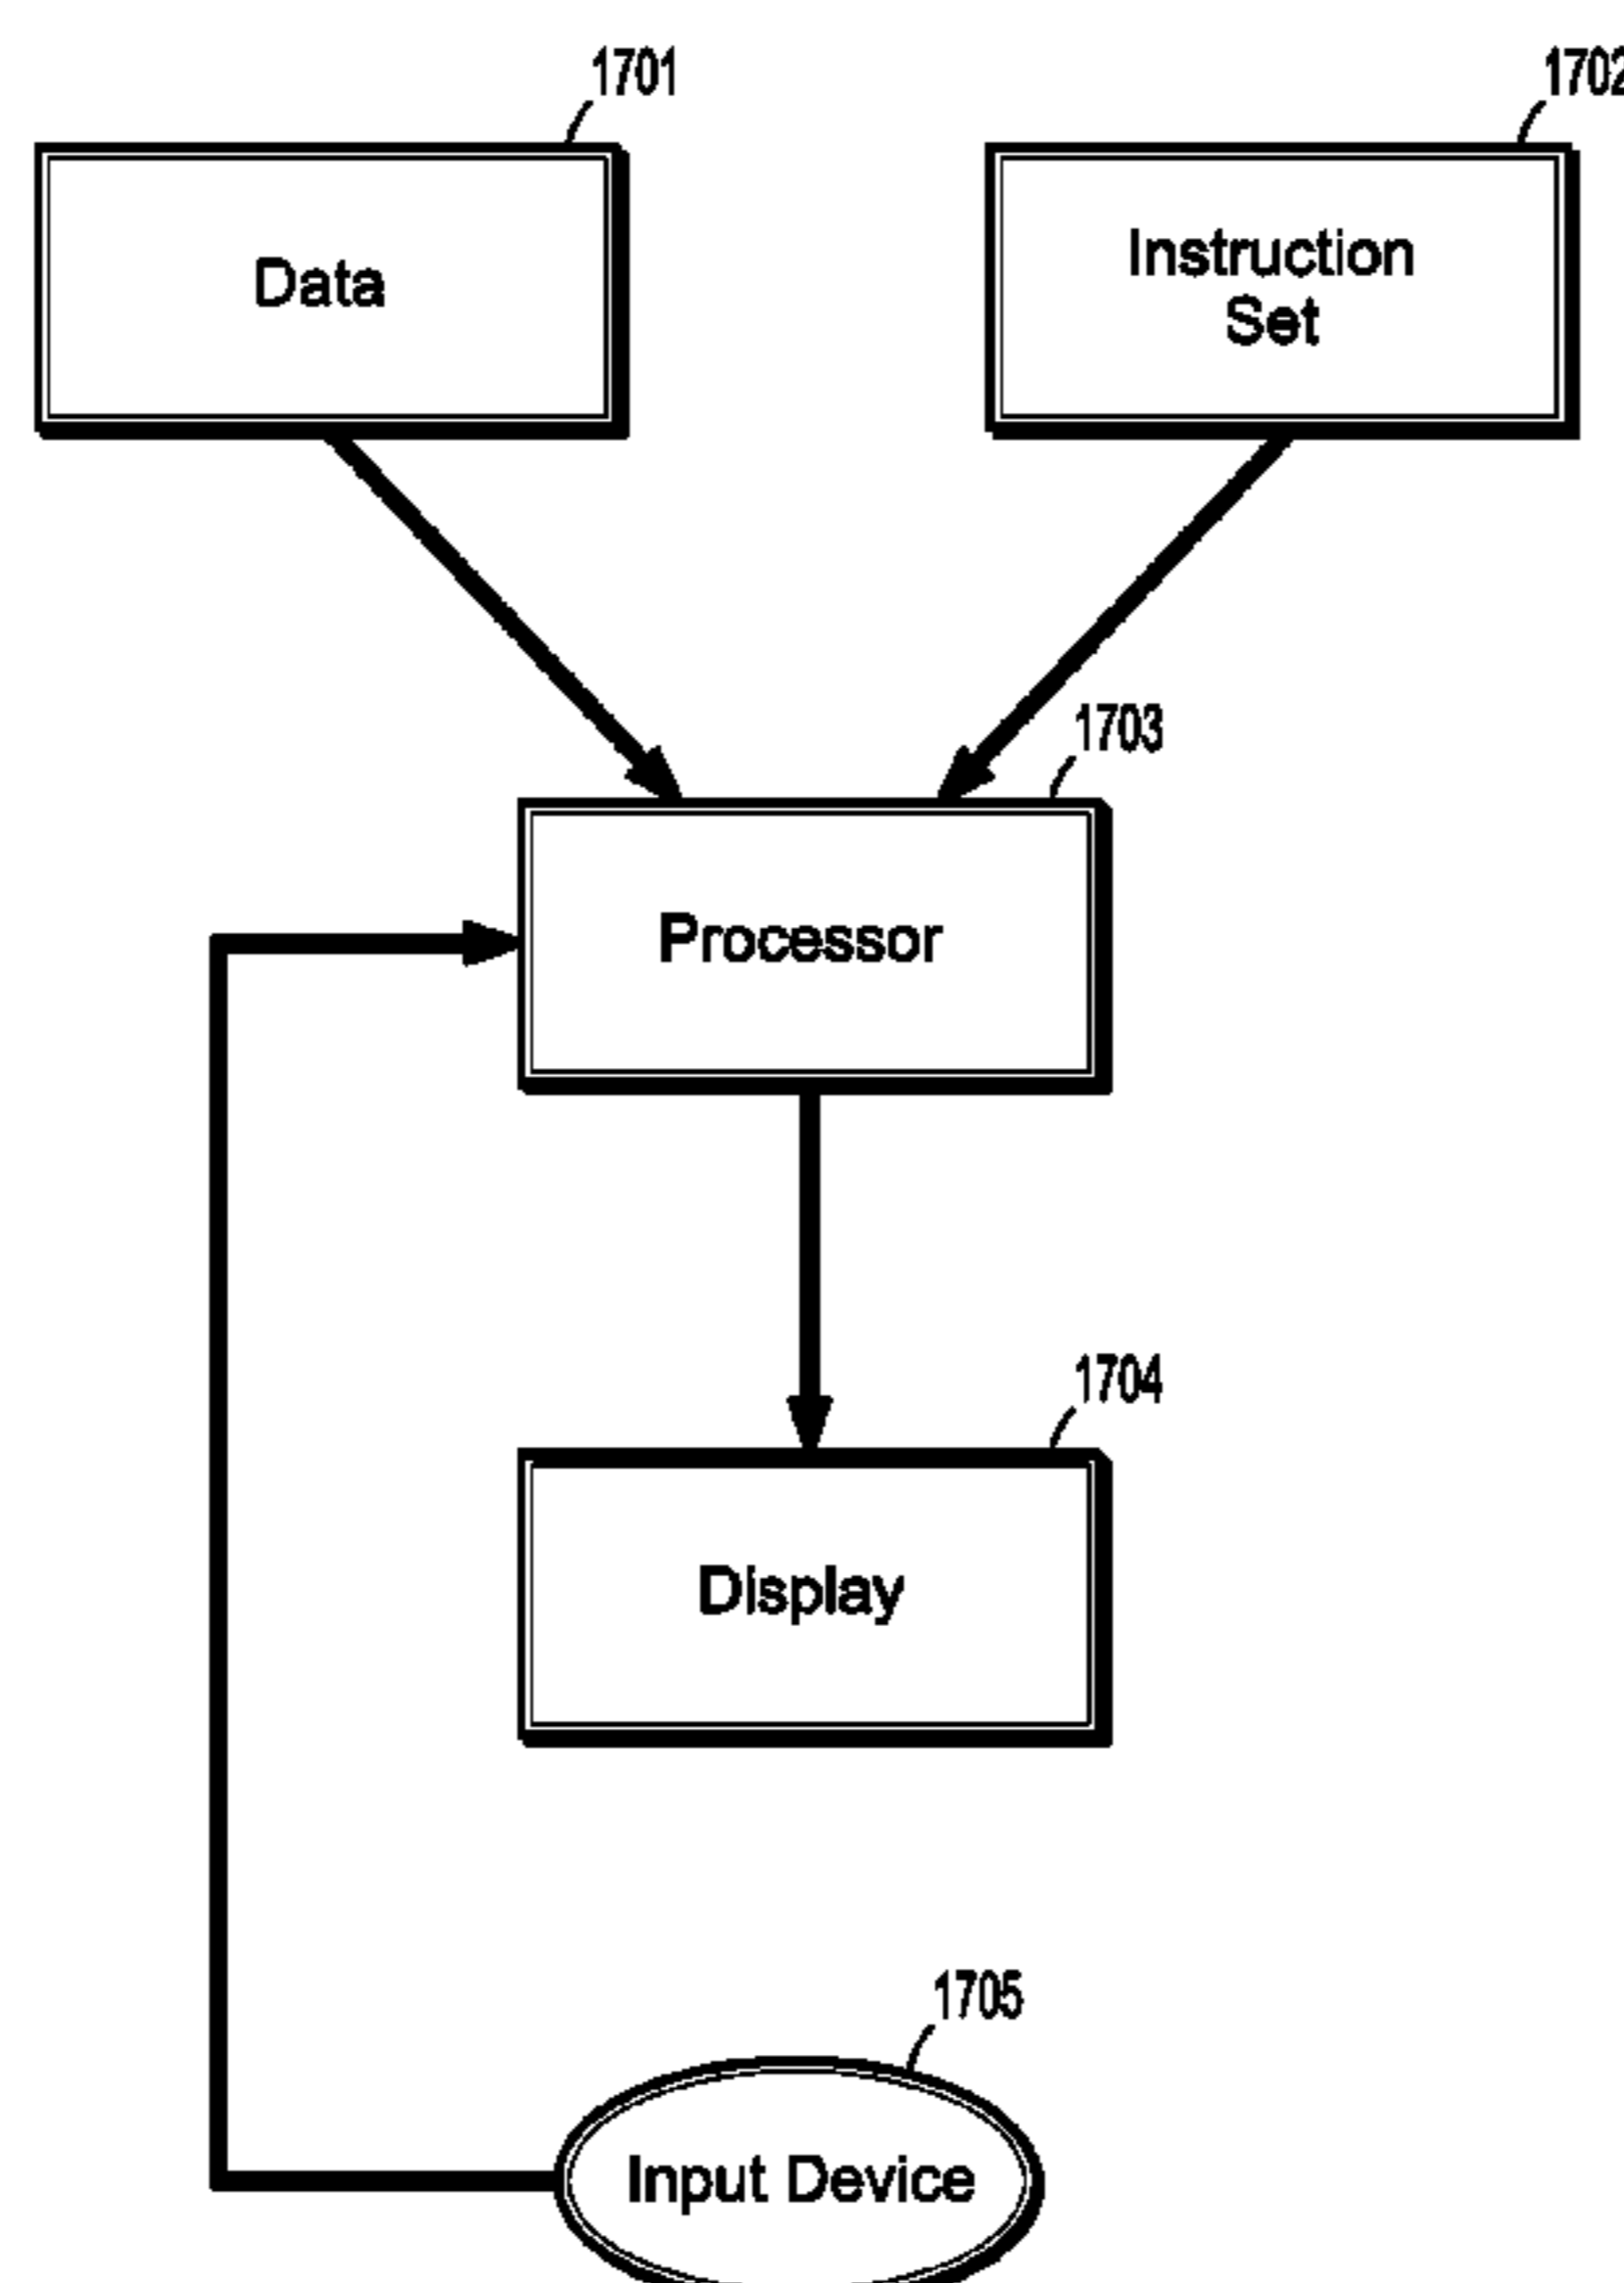 1701
1702
Data
Instruction
Set
1703
Processor
1704
Display
1705
Input Device